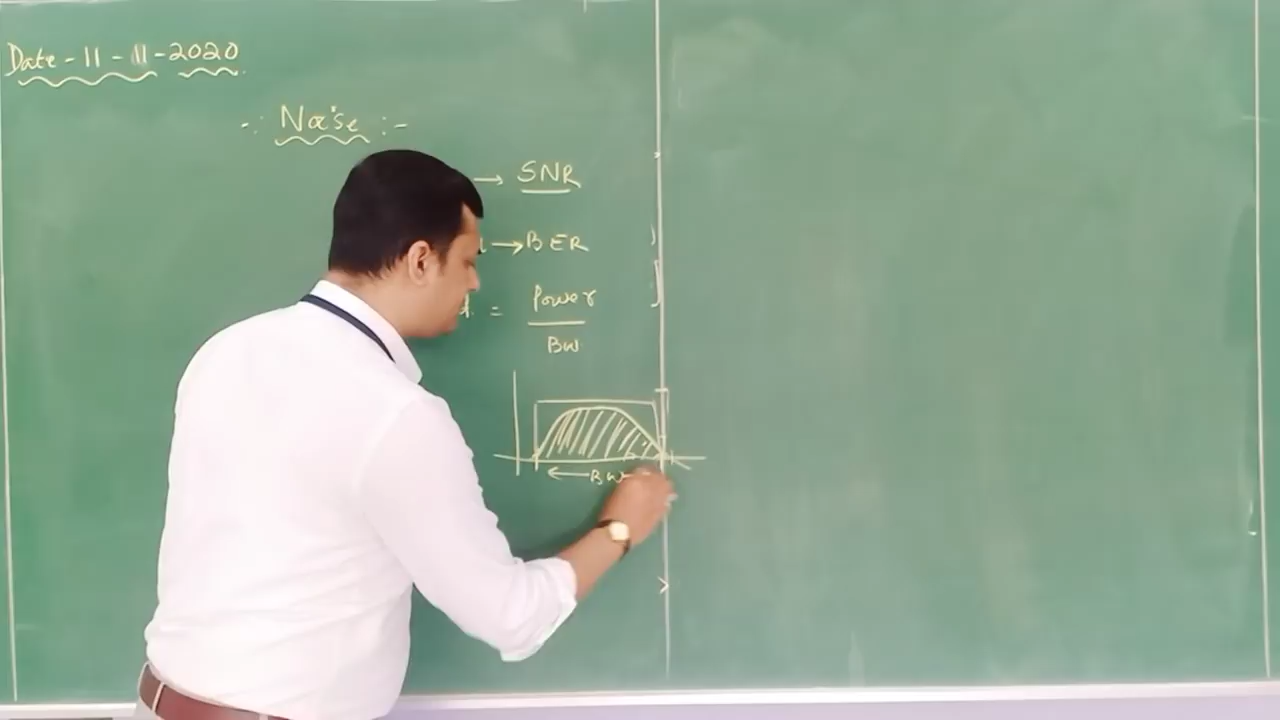 Date - 11 - 11 - 2020
-: Noise :-
→ SNR
→ BER
= Power
BW
← BW